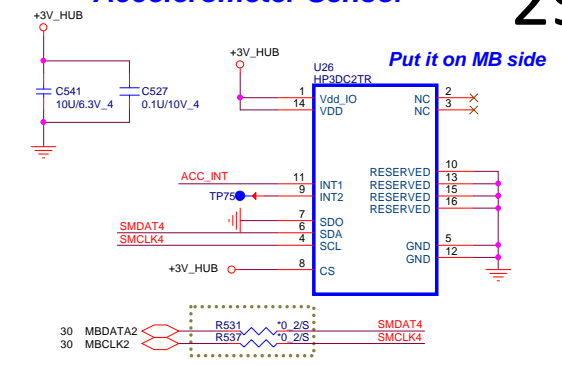 +3V_HUB
C541
10U/6.3V_4
C527
0.1U/10V_4
+3V_HUB
Put it on MB side
U26
HP3DC2TR
1
Vdd_IO
NC
2
14
VDD
NC
3
ACC_INT
11
INT1
TP75
9
INT2
7
SDO
SMDAT4
6
SDA
SMCLK4
4
SCL
+3V_HUB
8
CS
RESERVED
10
RESERVED
13
RESERVED
15
RESERVED
16
GND
5
GND
12
30 MBDATA2
R531
*0_2/S
SMDAT4
30 MBCLK2
R537
*0_2/S
SMCLK4